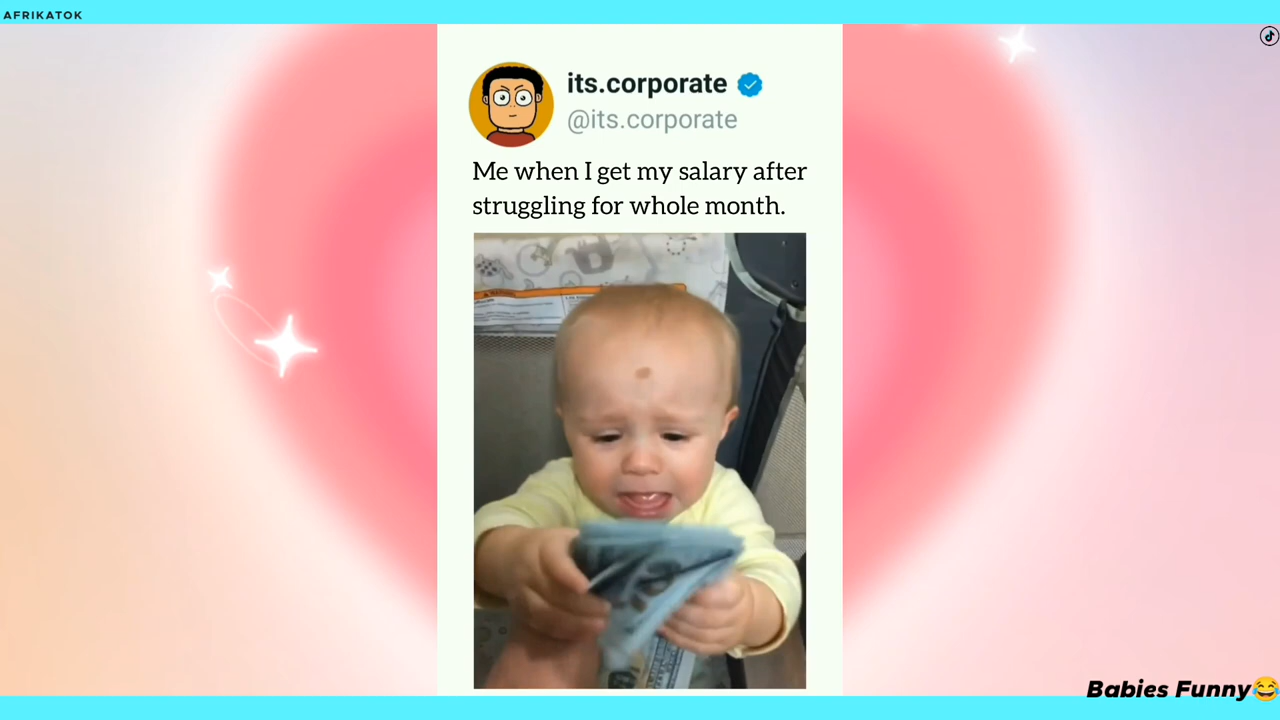 AFRIKATOK
its.corporate
@its.corporate
Me when I get my salary after
struggling for whole month.
Babies Funny😂